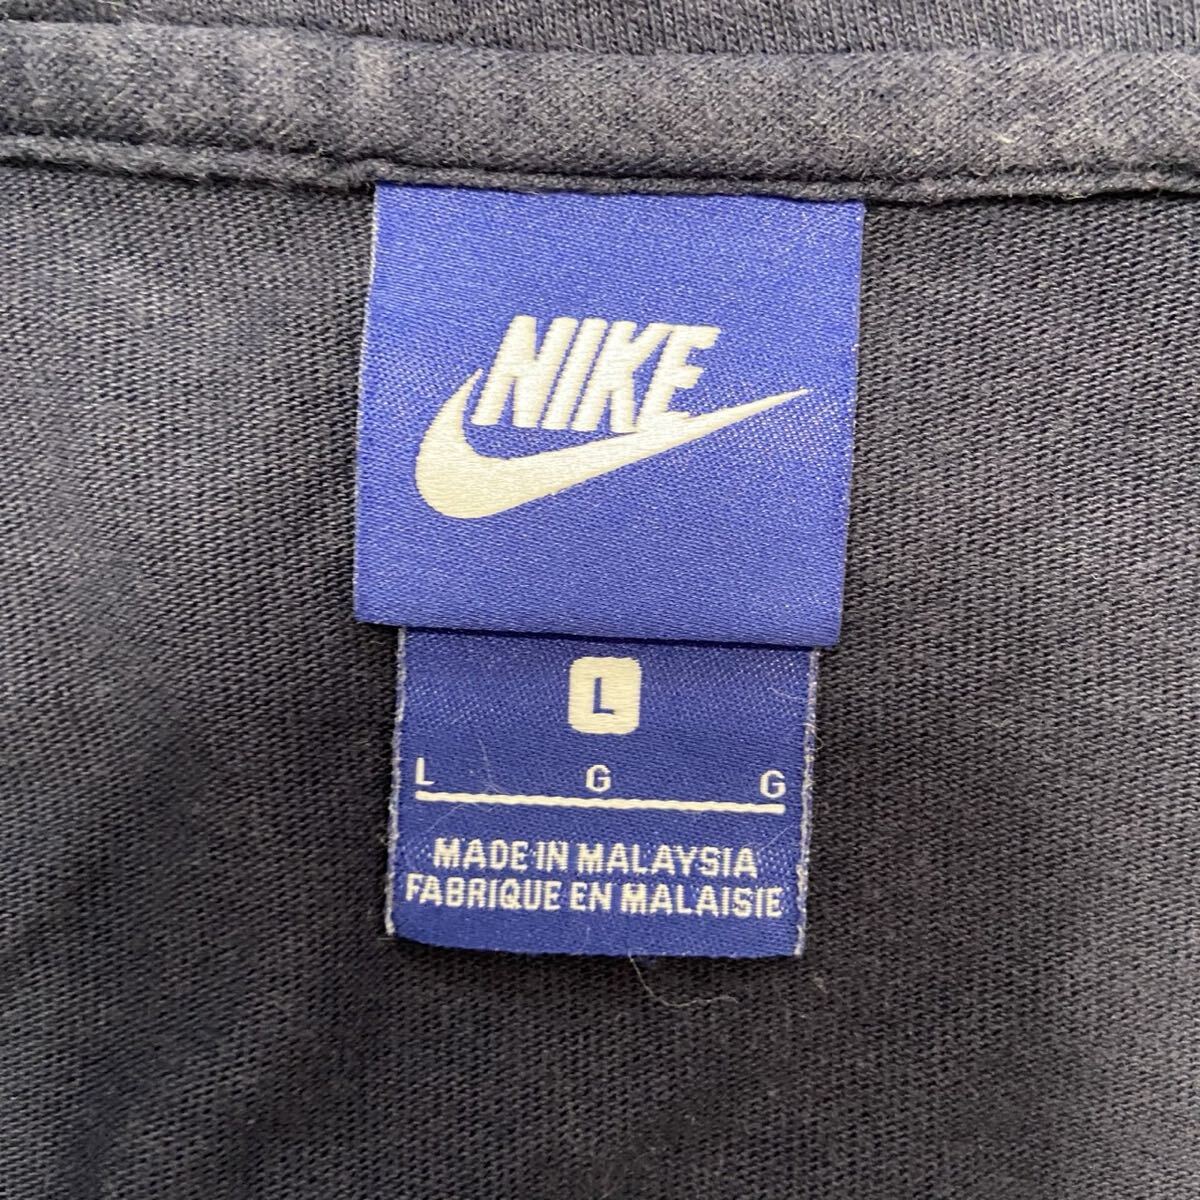 NIKE
L
L G G
MADE IN MALAYSIA
FABRIQUE EN MALAISIE